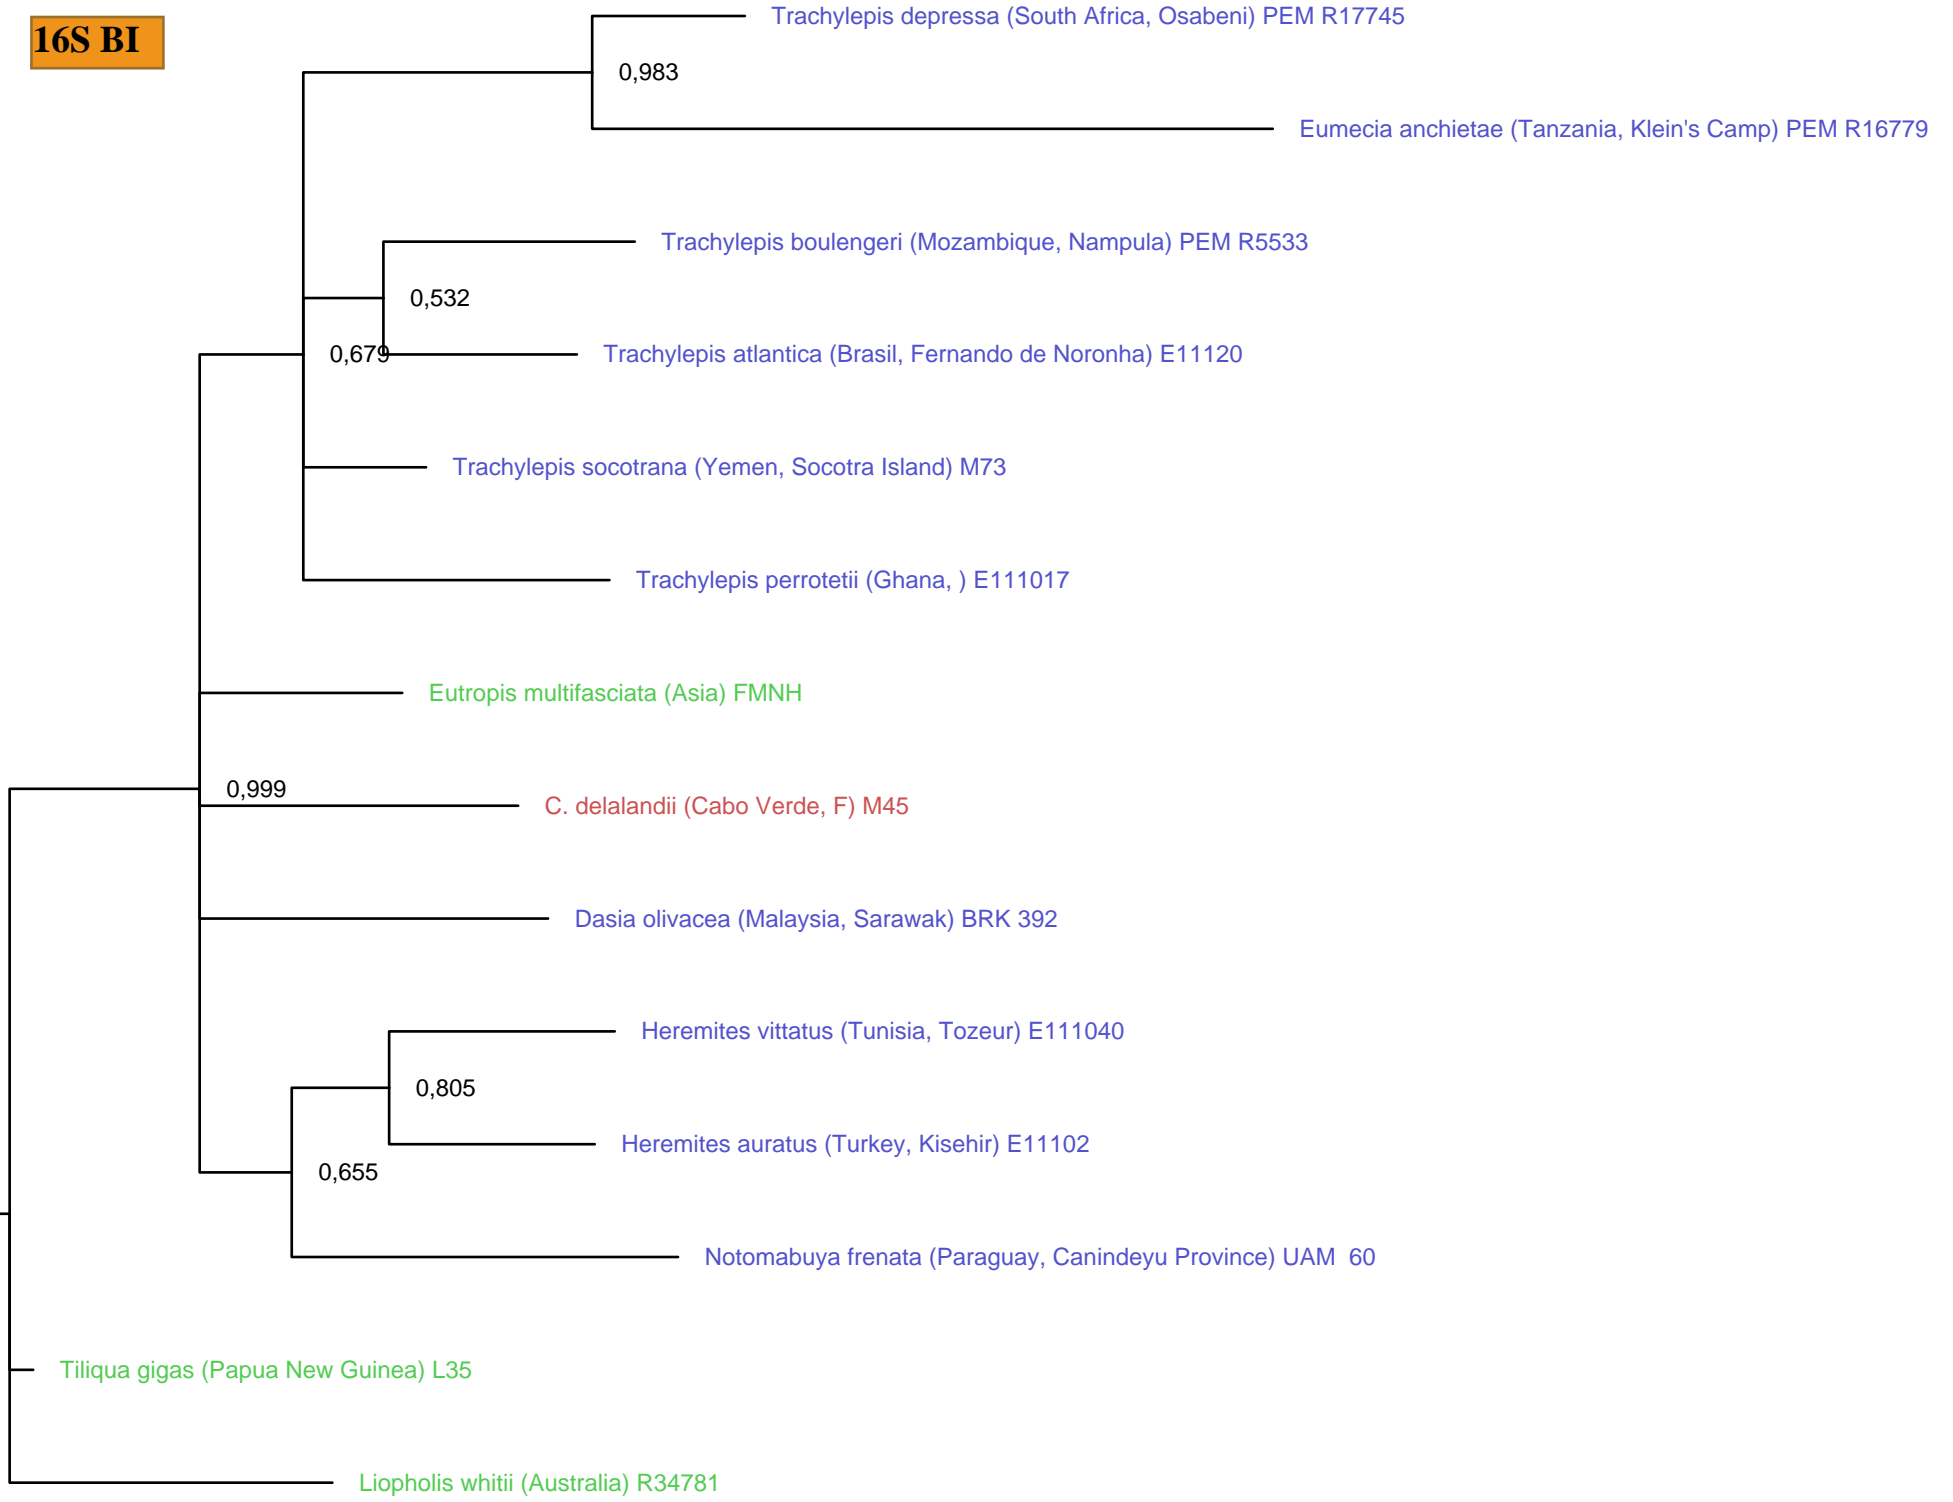 16S BI
Trachylepis depressa (South Africa, Osabeni) PEM R17745
0,983
Eumecia anchietae (Tanzania, Klein's Camp) PEM R16779
Trachylepis boulengeri (Mozambique, Nampula) PEM R5533
0,532
0,679
Trachylepis atlantica (Brasil, Fernando de Noronha) E11120
Trachylepis socotrana (Yemen, Socotra Island) M73
Trachylepis perrotetii (Ghana, ) E111017
Eutropis multifasciata (Asia) FMNH
0,999
C. delalandii (Cabo Verde, F) M45
Dasia olivacea (Malaysia, Sarawak) BRK 392
Heremites vittatus (Tunisia, Tozeur) E111040
0,805
Heremites auratus (Turkey, Kisehir) E11102
0,655
Notomabuya frenata (Paraguay, Canindeyu Province) UAM  60
Tiliqua gigas (Papua New Guinea) L35
Liopholis whitii (Australia) R34781